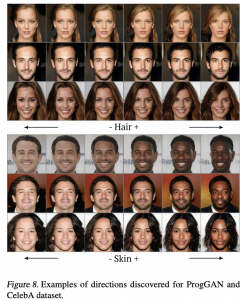 - Hair +
- Skin +
Figure 8. Examples of directions discovered for ProgGAN and
CelebA dataset.